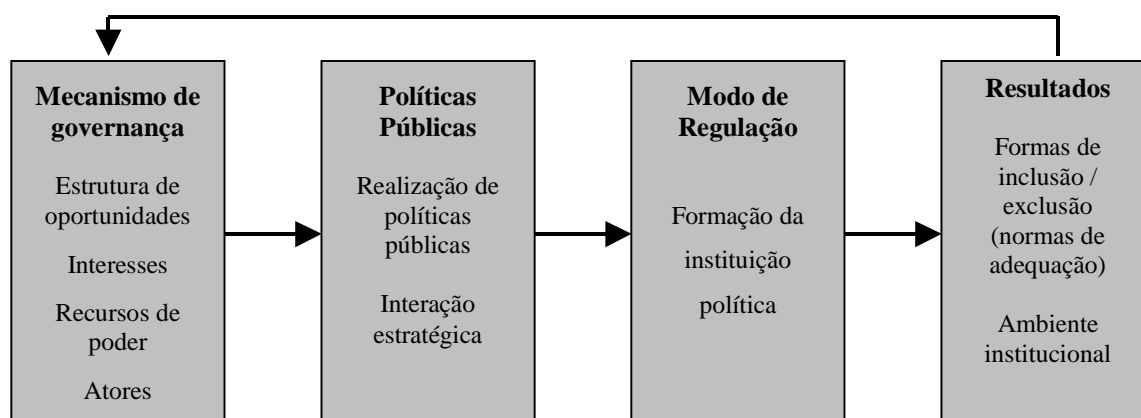 Mecanismo de
governança
Estrutura de
oportunidades
Interesses
Recursos de
poder
Atores
Políticas
Públicas
Realização de
políticas
públicas
Interação
estratégica
Modo de
Regulação
Formação da
instituição
política
Resultados
Formas de
inclusão /
exclusão
(normas de
adequação)
Ambiente
institucional